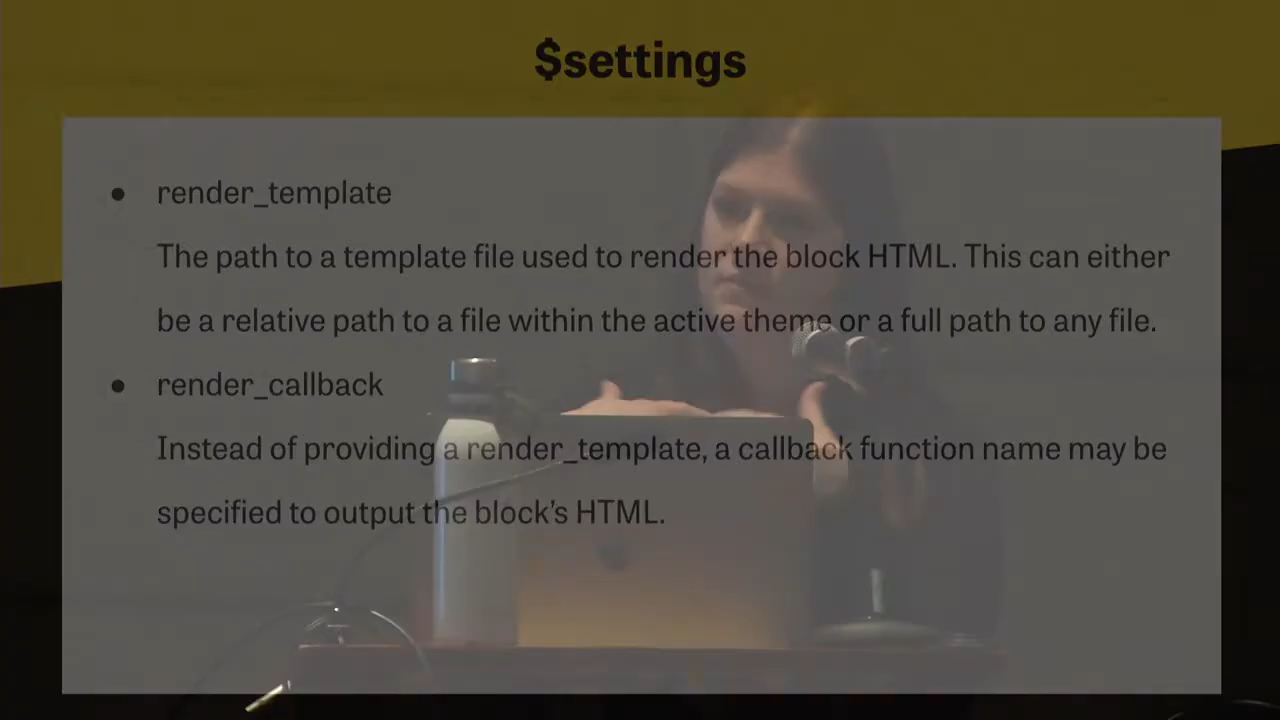 $settings
● render_template
The path to a template file used to render the block HTML. This can either
be a relative path to a file within the active theme or a full path to any file.
● render_callback
Instead of providing a render_template, a callback function name may be
specified to output the block’s HTML.